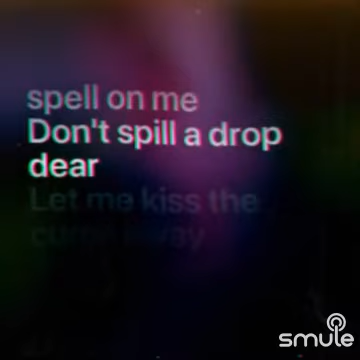 spell on me
Don't spill a drop
dear
Let me kiss the
curse away
smule